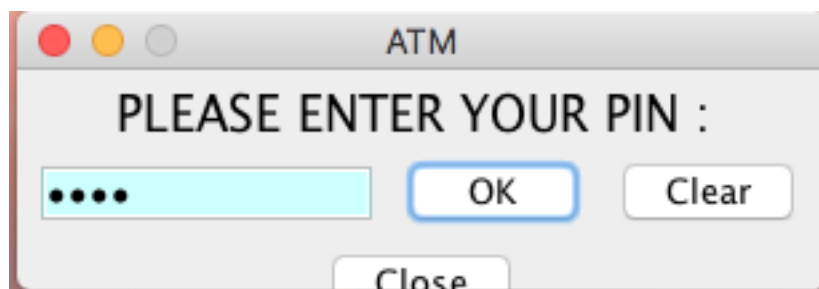 ATM
PLEASE ENTER YOUR PIN :
•••• OK Clear
Close